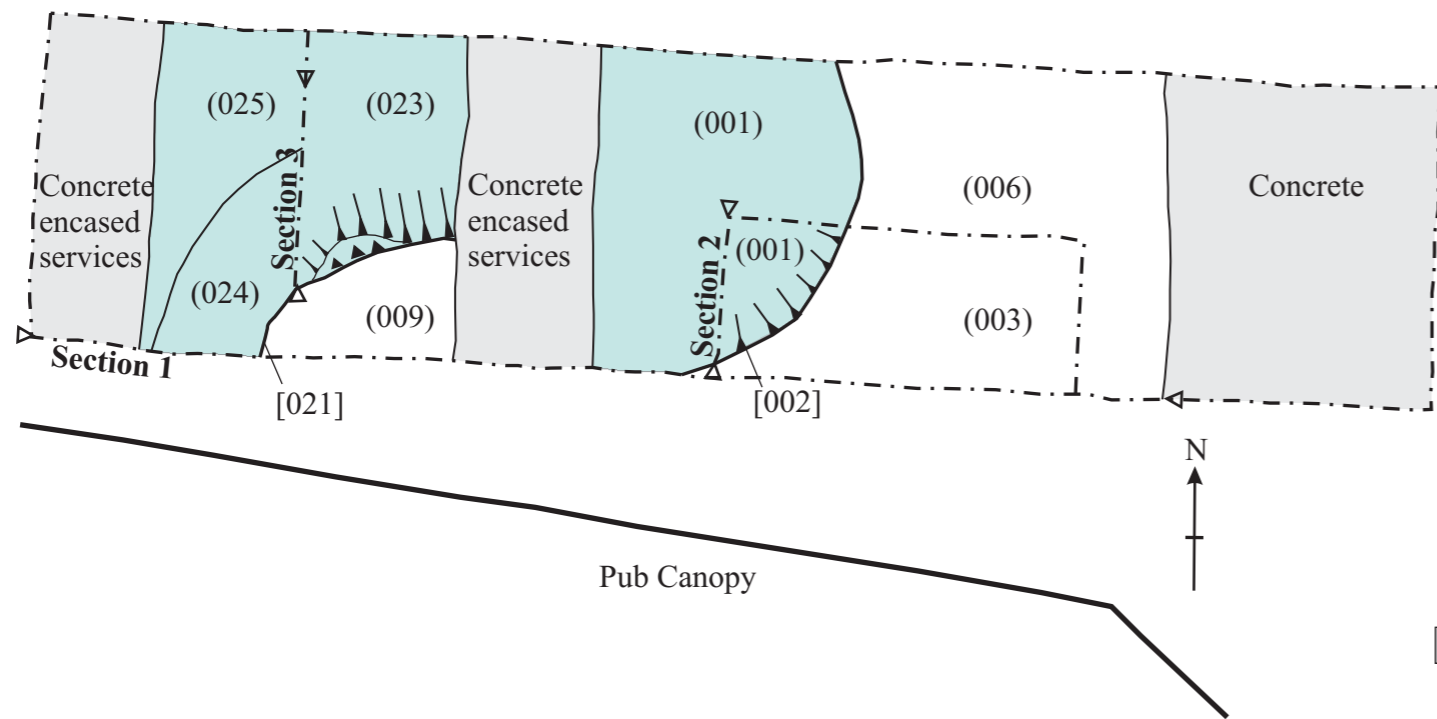 (025)
(023)
(001)
Concrete
encased
services
Section 3
Concrete
encased
services
(006)
Concrete
(001)
Section 2
(024)
(009)
(003)
Section 1
[021]
[002]
N
Pub Canopy